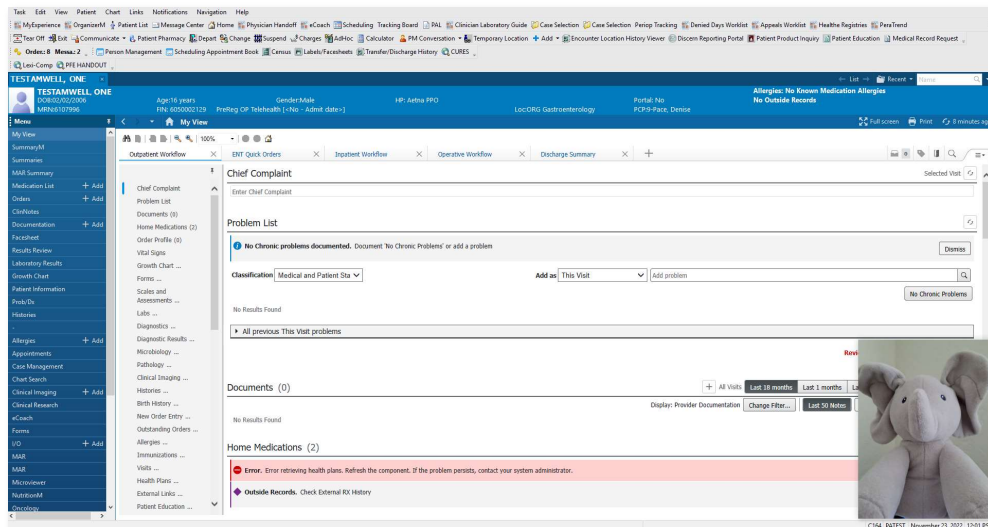 Task Edit View Patient Chart Links Notifications Navigation Help
MyExperience OrganizerM Patient List Message Center Home Physician Handoff eCoach Scheduling Tracking Board PAL Clinician Laboratory Guide Case Selection Case Selection Periop Tracking Denied Days Worklist Appeals Worklist Healthe Registries PeraTrend
Tear Off Exit Communicate Patient Pharmacy Depart Change Suspend Charges AdHoc Calculator PM Conversation Temporary Location Add Encounter Location History Viewer Discern Reporting Portal Patient Product Inquiry Patient Education Medical Record Request
Order.: 8 Messa.: 2 Person Management Scheduling Appointment Book Census Labels/Facesheets Transfer/Discharge History CURES
Lexi-Comp PFE HANDOUT
TESTAMWELL, ONE List Recent Name
TESTAMWELL, ONE
DOB:02/02/2006 Age:16 years Gender:Male HP: Aetna PPO Portal: No
MRN:6107996 FIN: 6050002129 PreReg OP Telehealth [<No - Admit date>] Loc:ORG Gastroenterology PCP:9-Pace, Denise
Allergies: No Known Medication Allergies
No Outside Records
Menu My View Full screen Print 8 minutes ag
My View
SummaryM
Summaries
MAR Summary
Medication List + Add
Orders + Add
ClinNotes
Documentation + Add
Facesheet
Results Review
Laboratory Results
Growth Chart
Patient Information
Prob/Dx
Histories
-
Allergies + Add
Appointments
Case Management
Chart Search
Clinical Imaging + Add
Clinical Research
eCoach
Forms
I/O + Add
MAR
MAR
Microviewer
NutritionM
Oncology
100%
Outpatient Workflow ENT Quick Orders Inpatient Workflow Operative Workflow Discharge Summary
Chief Complaint
Problem List
Documents (0)
Home Medications (2)
Order Profile (8)
Vital Signs
Growth Chart ...
Forms ...
Scales and
Assessments ...
Labs ...
Diagnostics ...
Diagnostic Results ...
Microbiology ...
Pathology ...
Clinical Imaging ...
Histories ...
Birth History ...
New Order Entry ...
Outstanding Orders ...
Allergies ...
Immunizations ...
Visits ...
Health Plans ...
External Links ...
Patient Education ...
Chief Complaint Selected Visit
Enter Chief Complaint
Problem List
No Chronic problems documented. Document 'No Chronic Problems' or add a problem
Dismiss
Classification Medical and Patient Sta Add as This Visit Add problem
No Chronic Problems
No Results Found
All previous This Visit problems
Revi
Documents (0) + All Visits Last 18 months Last 1 months La
Display: Provider Documentation Change Filter... Last 50 Notes
No Results Found
Home Medications (2)
Error. Error retrieving health plans. Refresh the component. If the problem persists, contact your system administrator.
Outside Records. Check External RX History
C164 PATEST November 23, 2022 12:01 PS